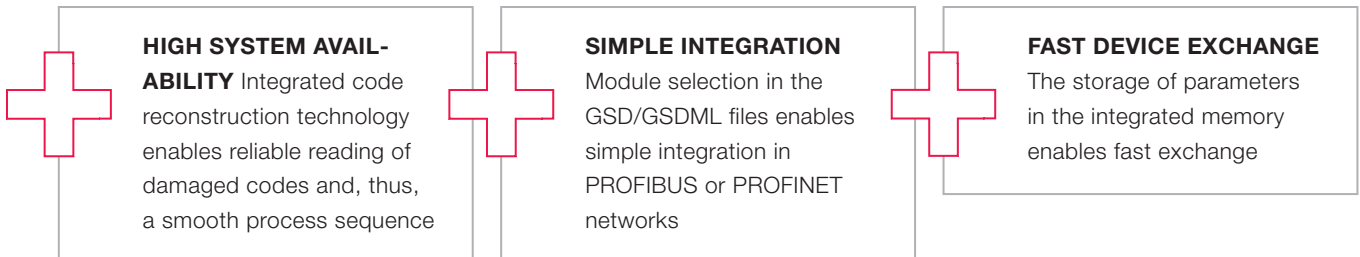 HIGH SYSTEM AVAIL-
ABILITY Integrated code
reconstruction technology
enables reliable reading of
damaged codes and, thus,
a smooth process sequence
SIMPLE INTEGRATION
Module selection in the
GSD/GSDML files enables
simple integration in
PROFIBUS or PROFINET
networks
FAST DEVICE EXCHANGE
The storage of parameters
in the integrated memory
enables fast exchange